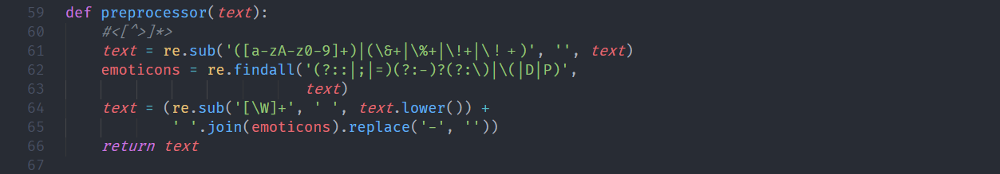 59 def preprocessor(text):
60     #<[^>]*>
61     text = re.sub('([a-zA-z0-9]+)|(\&+|\%+|\!+|\！+)', '', text)
62     emoticons = re.findall('(?::|;|=)(?:-)?(?:\)|\(|D|P)',
63                            text)
64     text = (re.sub('[\W]+', ' ', text.lower()) +
65             ' '.join(emoticons).replace('-', ''))
66     return text
67